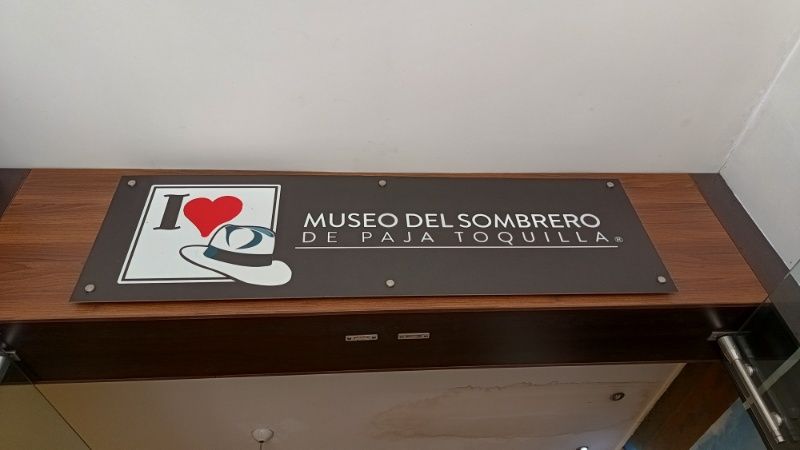 I
MUSEO DEL SOMBRERO
DE PAJA TOQUILLA®